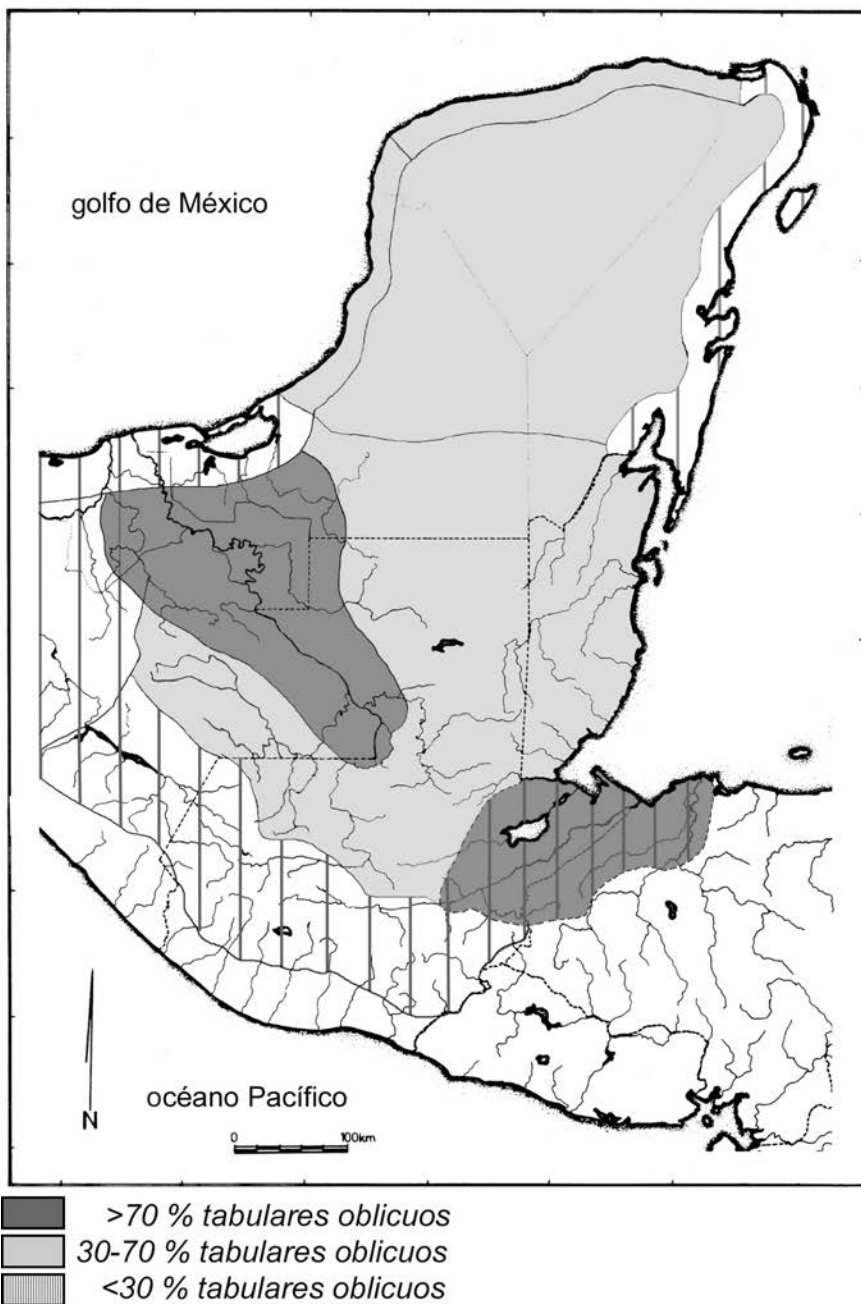 golfo de México
océano Pacífico
N
0 100km
>70 % tabulares oblicuos
30-70 % tabulares oblicuos
<30 % tabulares oblicuos